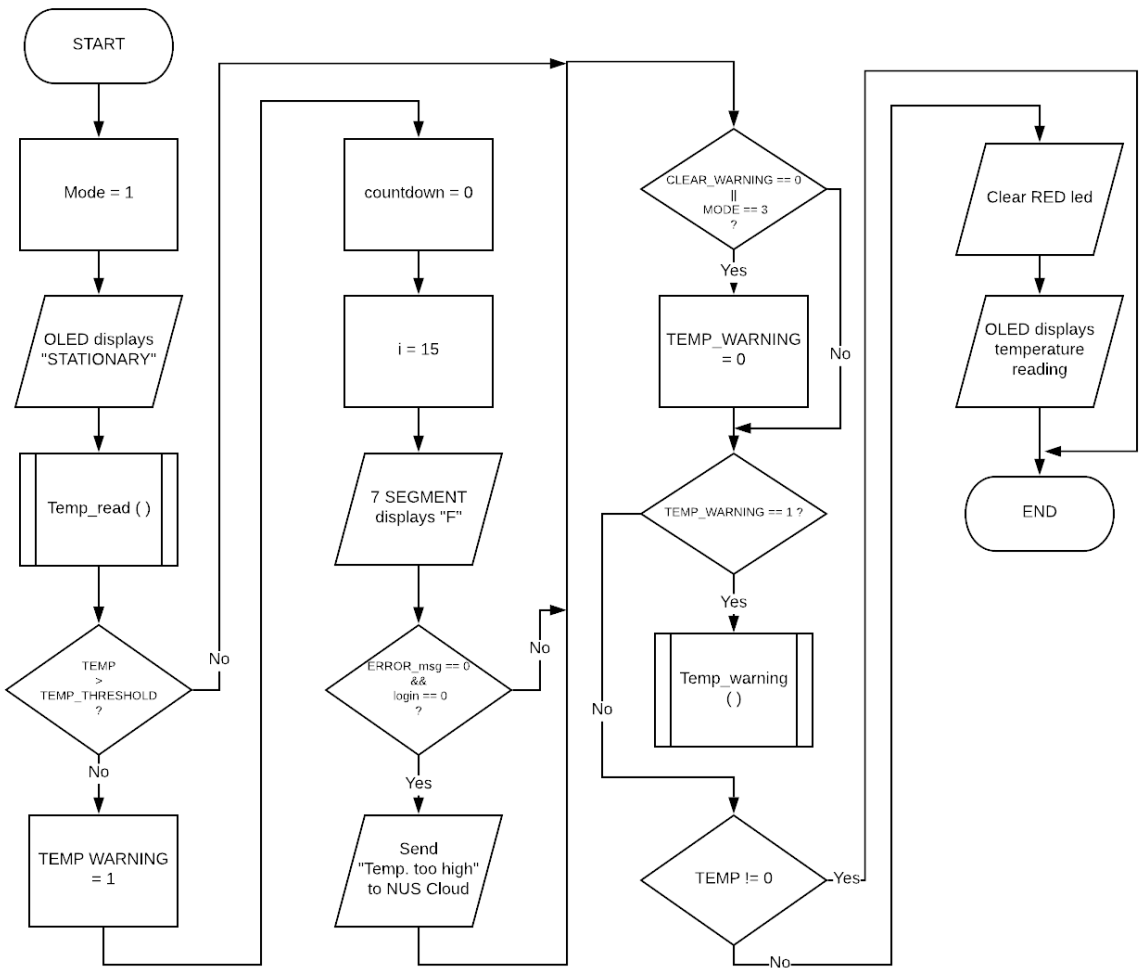 START
Mode = 1
OLED displays
"STATIONARY"
Temp_read ( )
TEMP
>
TEMP_THRESHOLD
?
No
No
TEMP WARNING
= 1
countdown = 0
i = 15
7 SEGMENT
displays "F"
ERROR_msg == 0
&&
login == 0
?
No
Yes
Send
"Temp. too high"
to NUS Cloud
CLEAR_WARNING == 0
||
MODE == 3
?
Yes
No
TEMP_WARNING
= 0
TEMP_WARNING == 1 ?
Yes
No
Temp_warning
( )
TEMP != 0
Yes
No
Clear RED led
OLED displays
temperature
reading
END